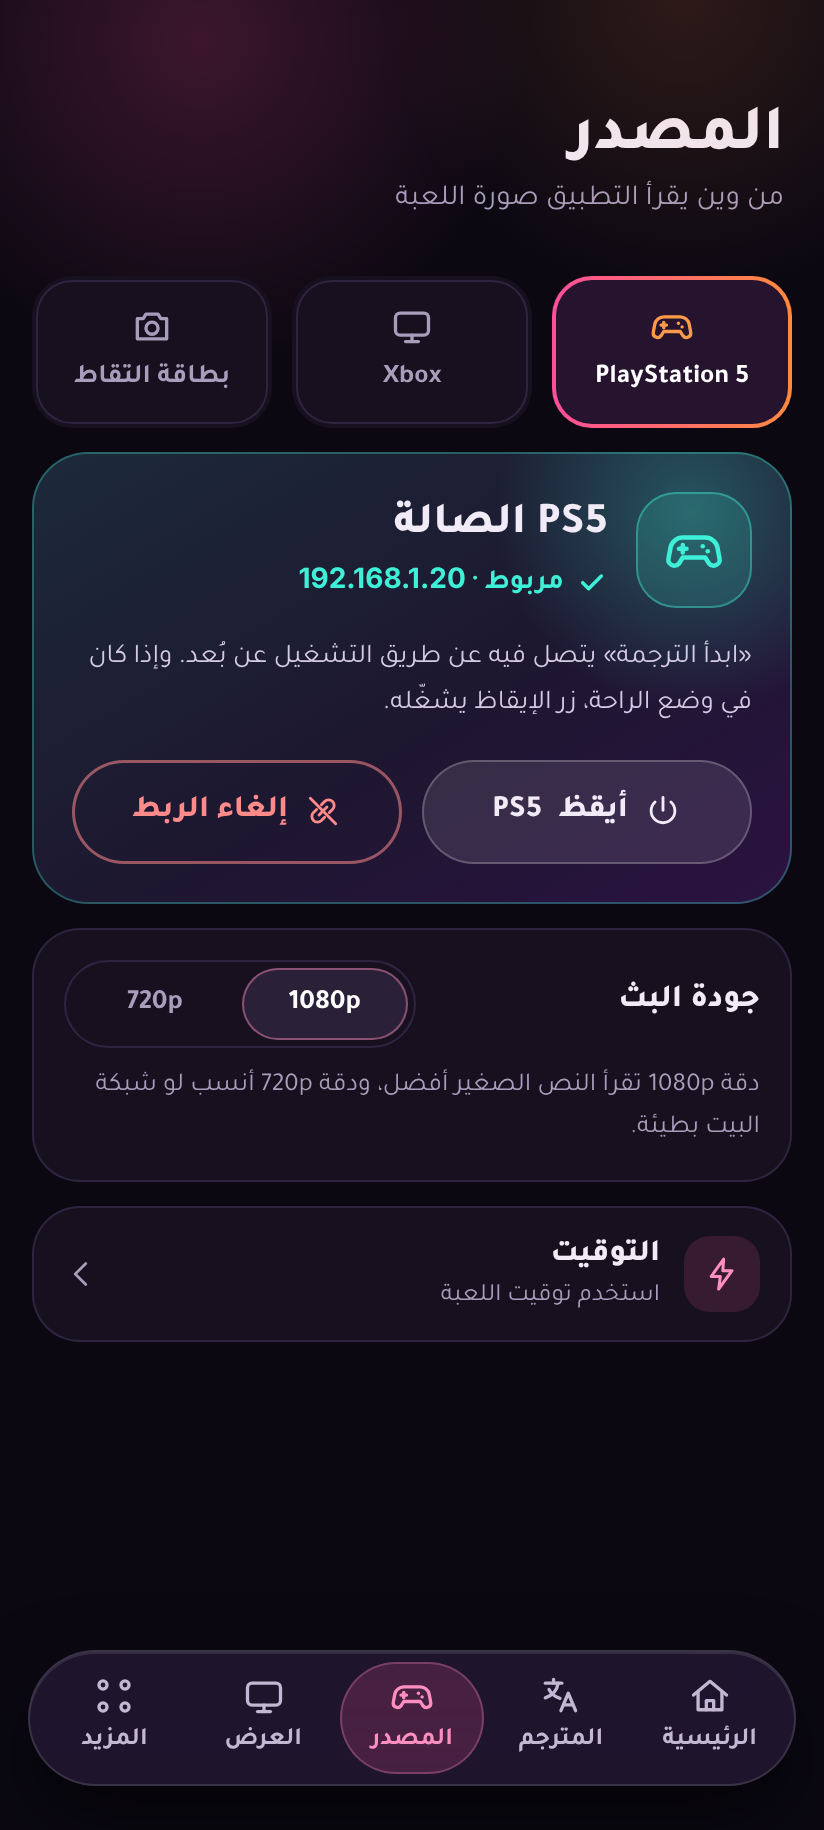 المصدر
من وين يقرأ التطبيق صورة اللعبة
PlayStation 5
Xbox
بطاقة التقاط
PS5 الصالة
مربوط · 192.168.1.20
«ابدأ الترجمة» يتصل فيه عن طريق التشغيل عن بُعد. وإذا كان
في وضع الراحة، زر الإيقاظ يشغّله.
أيقظ PS5
إلغاء الربط
جودة البث
1080p
720p
دقة 1080p تقرأ النص الصغير أفضل، ودقة 720p أنسب لو شبكة
البيت بطيئة.
التوقيت
استخدم توقيت اللعبة
الرئيسية
المترجم
المصدر
العرض
المزيد